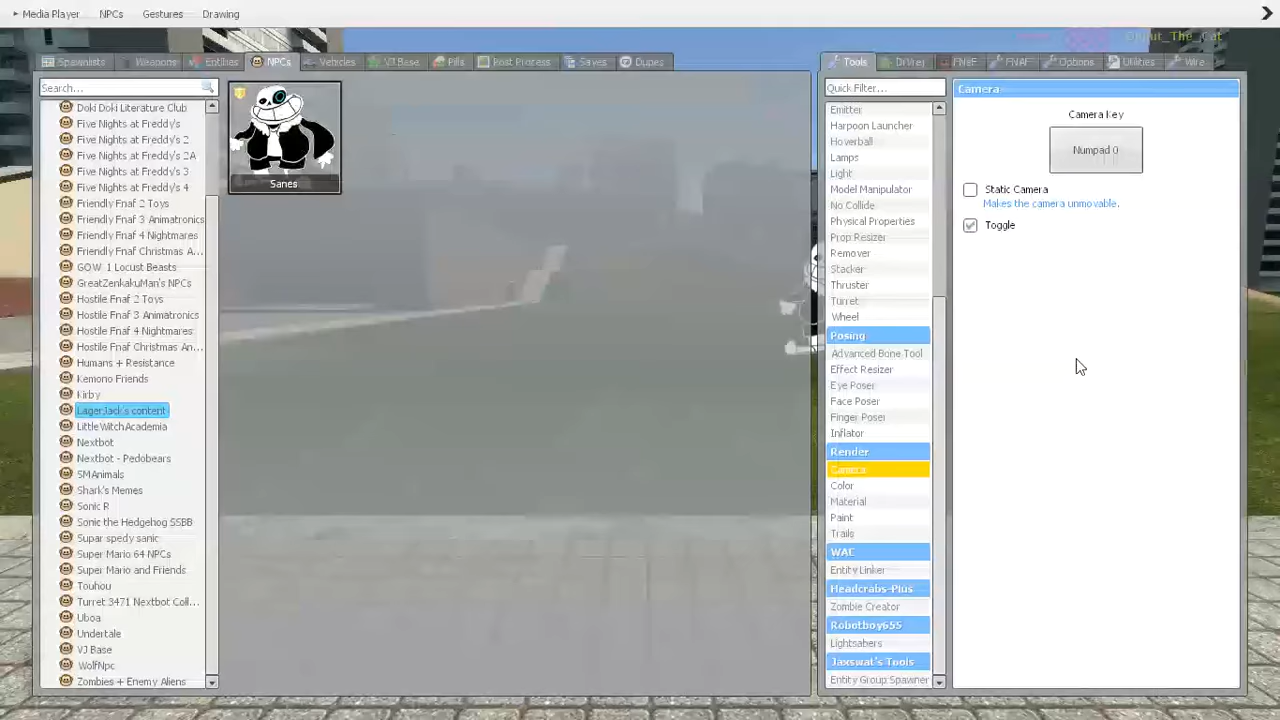 Media Player NPCs Gestures Drawing
Spawnlists Weapons Entities NPCs Vehicles VJ Base Pills Post Process Saves Dupes
Search...
Doki Doki Literature Club
Five Nights at Freddy's
Five Nights at Freddy's 2
Five Nights at Freddy's 2A
Five Nights at Freddy's 3
Five Nights at Freddy's 4
Friendly Fnaf 2 Toys
Friendly Fnaf 3 Animatronics
Friendly Fnaf 4 Nightmares
Friendly Fnaf Christmas A...
GOW 1 Locust Beasts
GreatZenkakuMan's NPCs
Hostile Fnaf 2 Toys
Hostile Fnaf 3 Animatronics
Hostile Fnaf 4 Nightmares
Hostile Fnaf Christmas An...
Humans + Resistance
Kemono Friends
Kirby
LagerJack's content
LittleWitchAcademia
Nextbot
Nextbot - Pedobears
SMAnimals
Shark's Memes
Sonic R
Sonic the Hedgehog SSBB
Supar spedy sanic
Super Mario 64 NPCs
Super Mario and Friends
Touhou
Turret 3471 Nextbot Coll...
Uboa
Undertale
VJ Base
WolfNpc
Zombies + Enemy Aliens
Sanes
Tools Options Utilities Wire
Quick Filter...
Emitter
Harpoon Launcher
Hoverball
Lamps
Light
Model Manipulator
No Collide
Physical Properties
Prop Resizer
Remover
Stacker
Thruster
Turret
Wheel
Posing
Advanced Bone Tool
Effect Resizer
Eye Poser
Face Poser
Finger Poser
Inflator
Render
Camera
Color
Material
Paint
Trails
WAC
Entity Linker
Headcrabs-Plus
Zombie Creator
Robotboy655
Lightsabers
Jaxswat's Tools
Entity Group Spawner
Camera
Camera Key
Numpad 0
Static Camera
Makes the camera unmovable.
Toggle